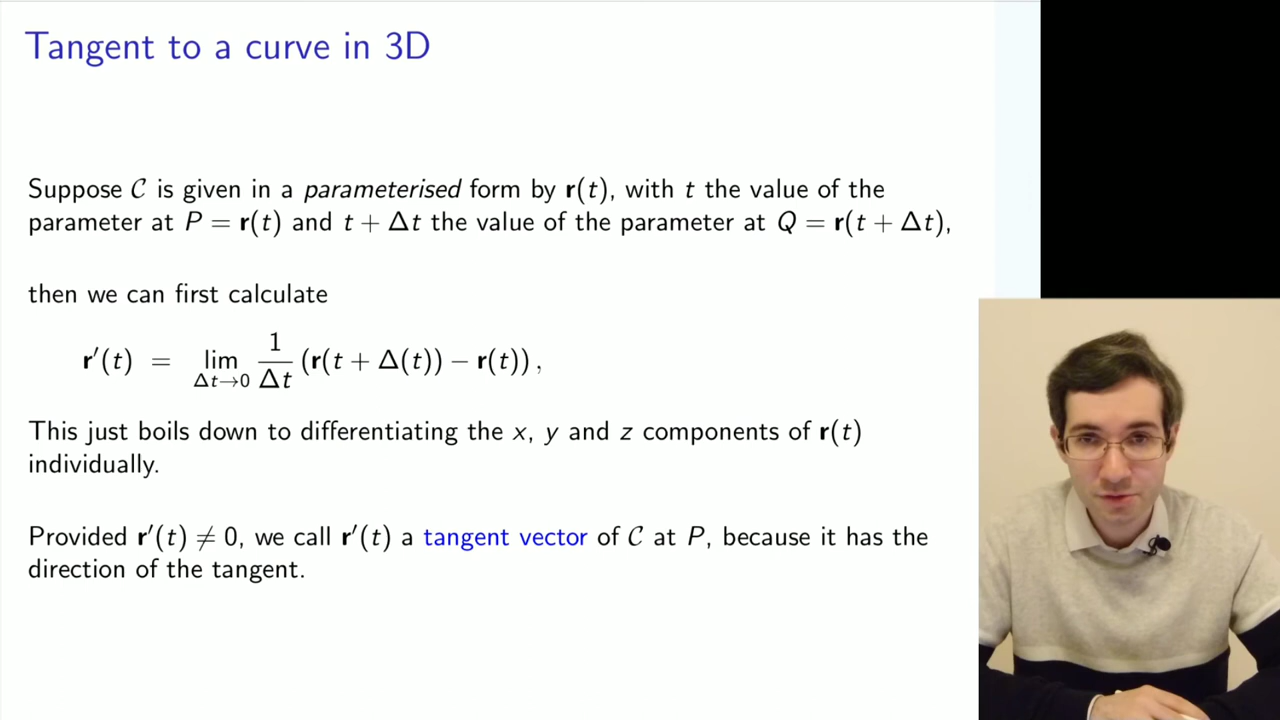 Tangent to a curve in 3D
Suppose 𝒞 is given in a parameterised form by r(t), with t the value of the
parameter at P = r(t) and t + Δt the value of the parameter at Q = r(t + Δt),
then we can first calculate
r′(t) = lim_{Δt→0} 1/Δt (r(t + Δ(t)) − r(t)),
This just boils down to differentiating the x, y and z components of r(t)
individually.
Provided r′(t) ≠ 0, we call r′(t) a tangent vector of 𝒞 at P, because it has the
direction of the tangent.